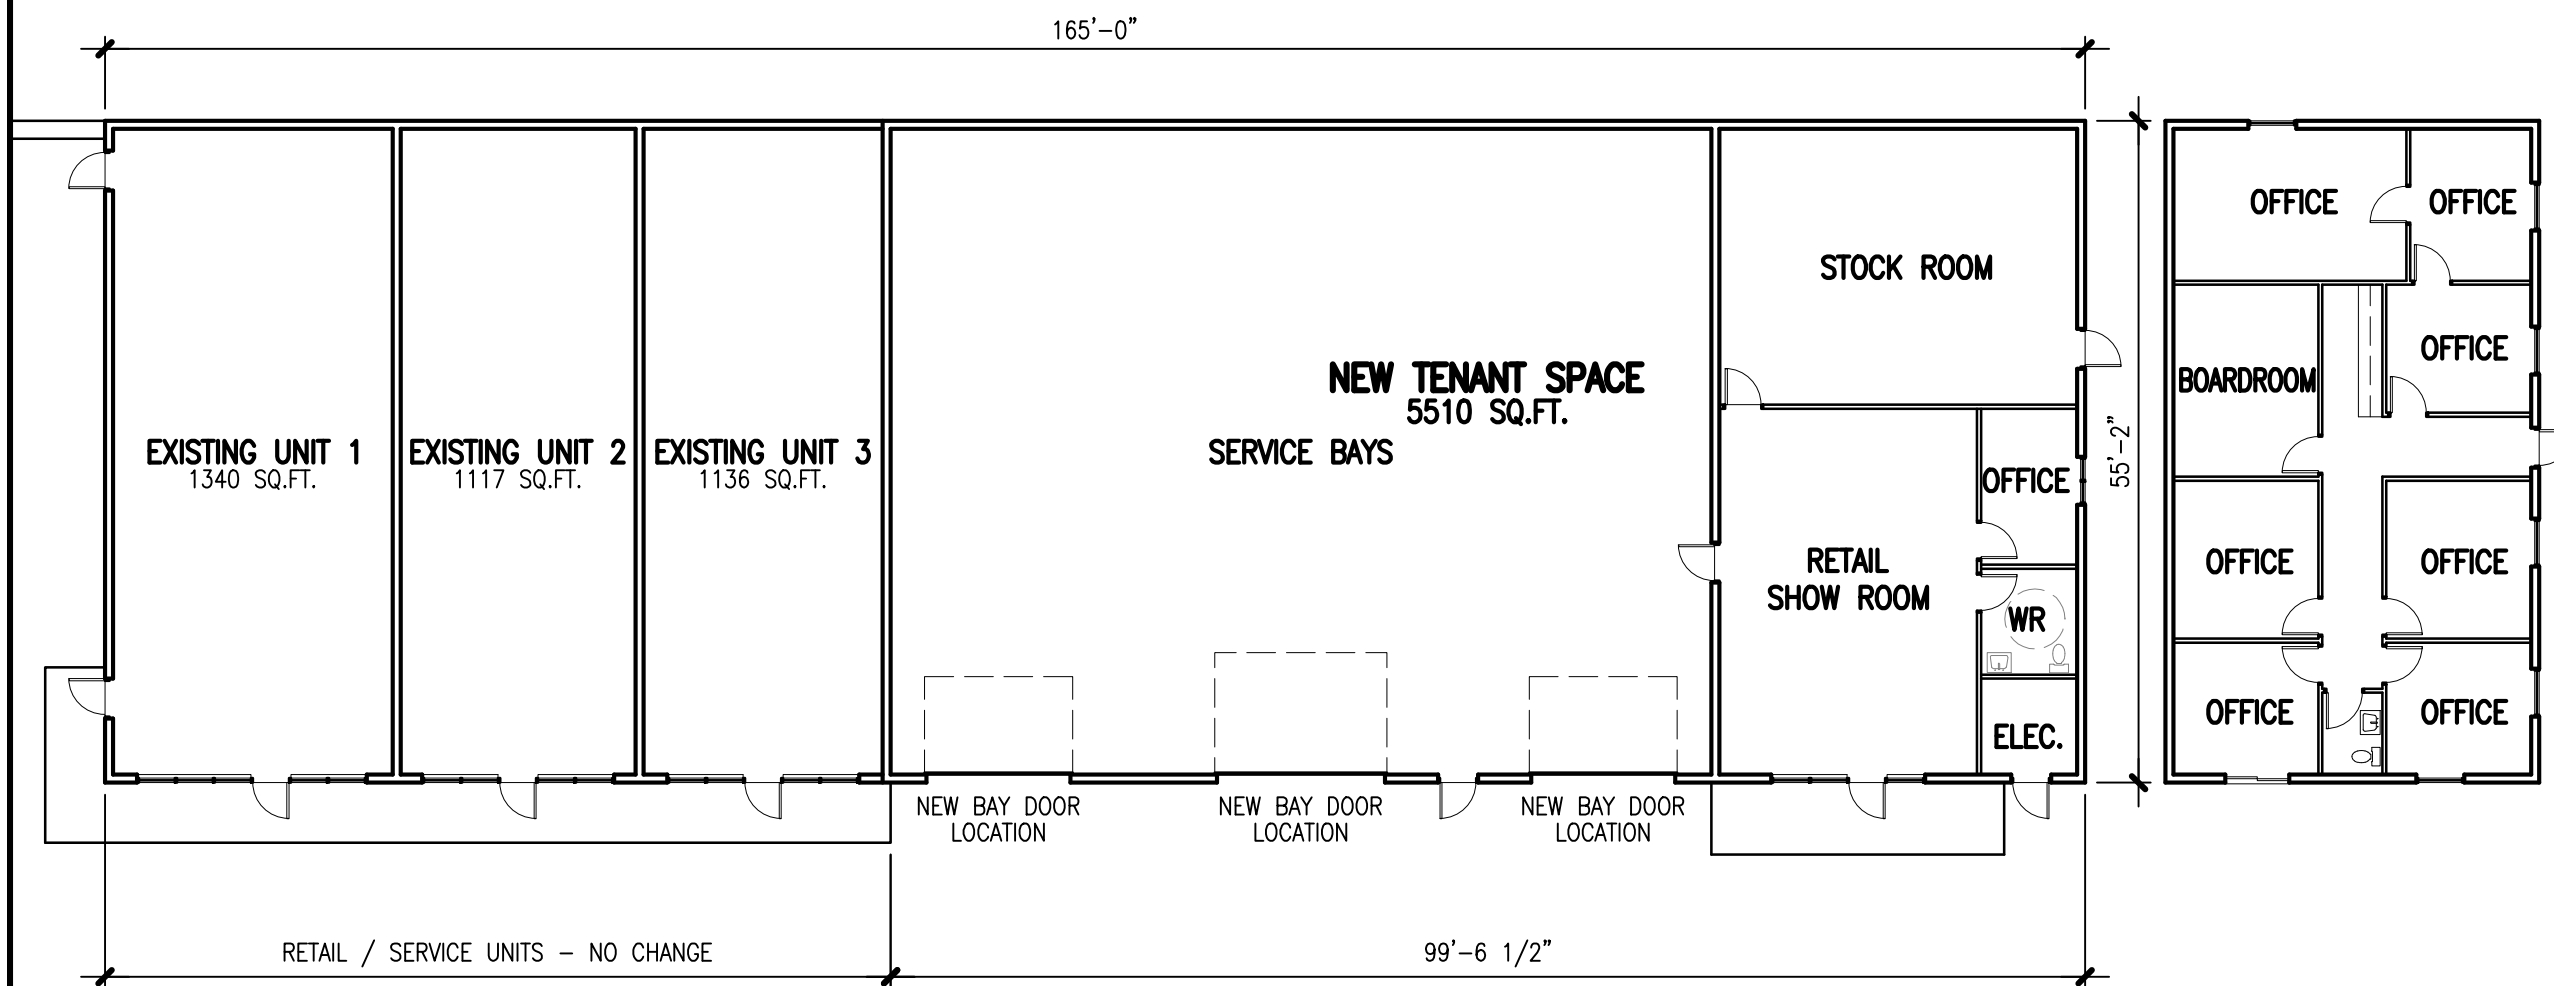 165'-0"
OFFICE
OFFICE
STOCK ROOM
OFFICE
NEW TENANT SPACE
5510 SQ.FT.
BOARDROOM
EXISTING UNIT 1
1340 SQ.FT.
EXISTING UNIT 2
1117 SQ.FT.
EXISTING UNIT 3
1136 SQ.FT.
SERVICE BAYS
OFFICE
55'-2"
RETAIL
SHOW ROOM
WR
OFFICE
OFFICE
ELEC.
OFFICE
OFFICE
NEW BAY DOOR
LOCATION
NEW BAY DOOR
LOCATION
NEW BAY DOOR
LOCATION
RETAIL / SERVICE UNITS – NO CHANGE
99'-6 1/2"